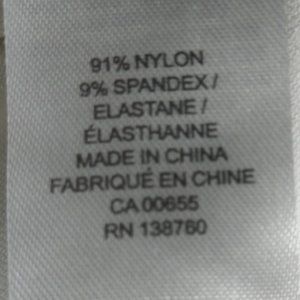 91% NYLON
9% SPANDEX /
ELASTANE /
ÉLASTHANNE
MADE IN CHINA
FABRIQUÉ EN CHINE
CA 00655
RN 138760